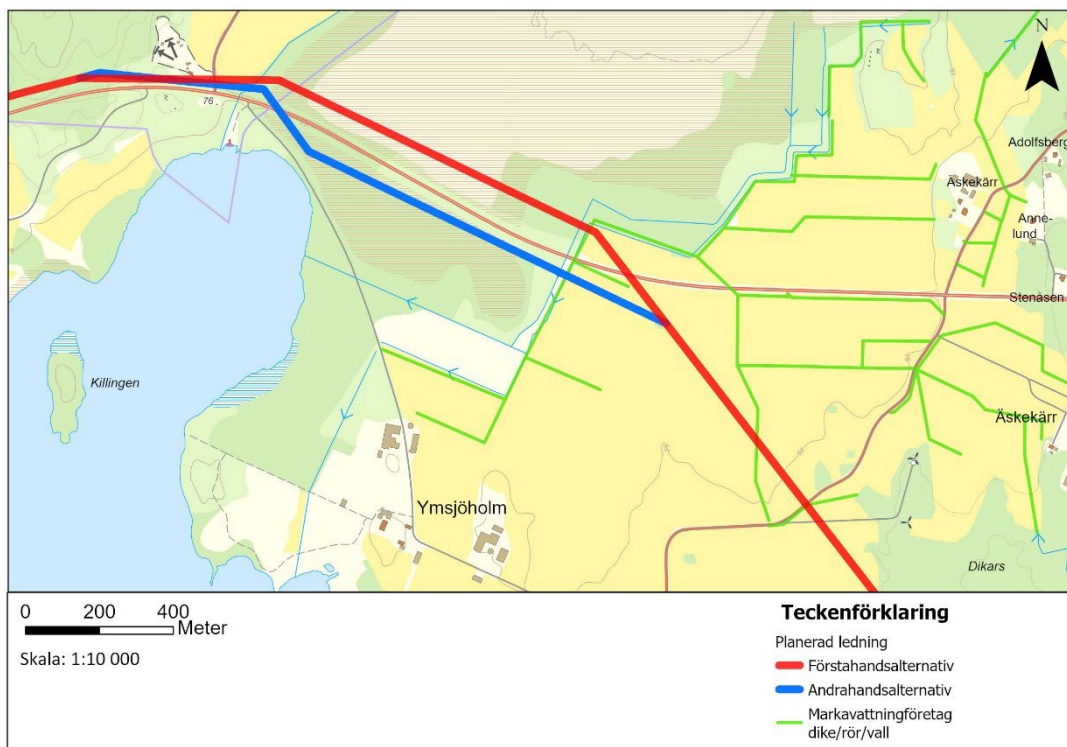 N
76
Adolfsberg
Äskekärr
Anne-
lund
Stenåsen
Killingen
Äskekärr
Ymsjöholm
Dikars
0 200 400
Meter
Skala: 1:10 000
Teckenförklaring
Planerad ledning
Förstahandsalternativ
Andrahandsalternativ
Markavattningföretag
dike/rör/vall